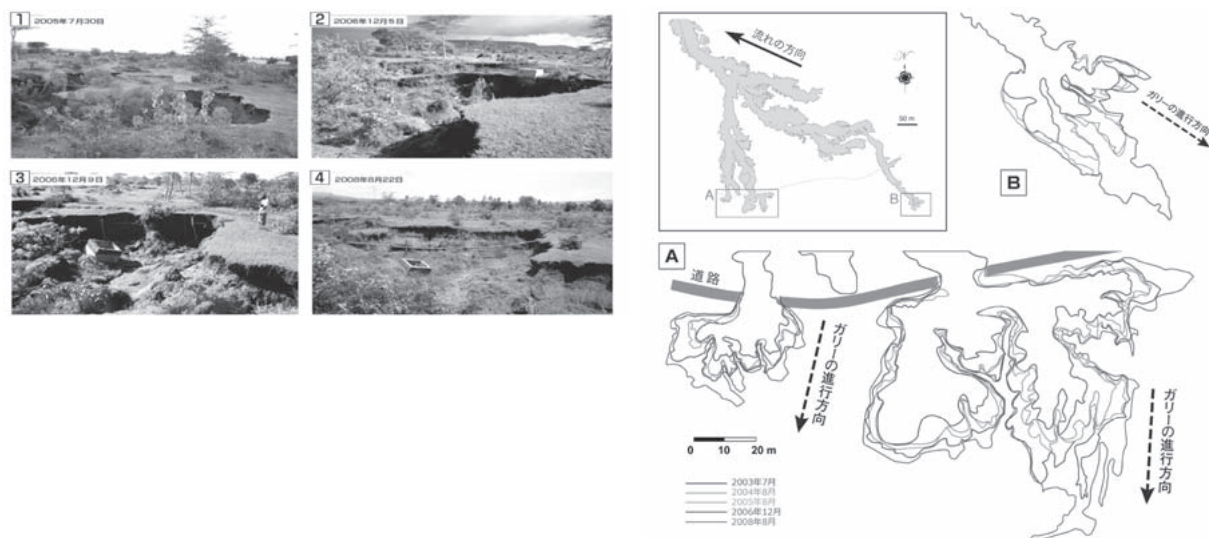 1 2005年7月30日
2 2006年12月5日
3 2006年12月9日
4 2008年8月22日
流れの方向
N
50 m
A
B
ガリーの進行方向
B
A
道路
ガリーの進行方向
ガリーの進行方向
0 10 20 m
2003年7月
2004年8月
2005年8月
2006年12月
2008年8月